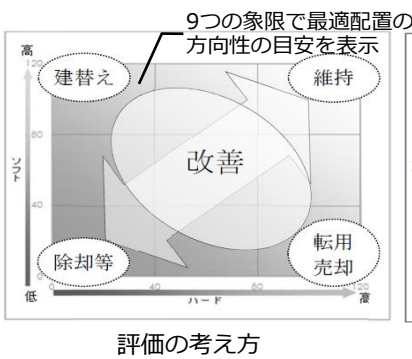 9つの象限で最適配置の
方向性の目安を表示
高
120
建替え
維持
80
ソフト
改善
40
除却等
転用
売却
0
低
0
40
80
120
ハード
高
評価の考え方